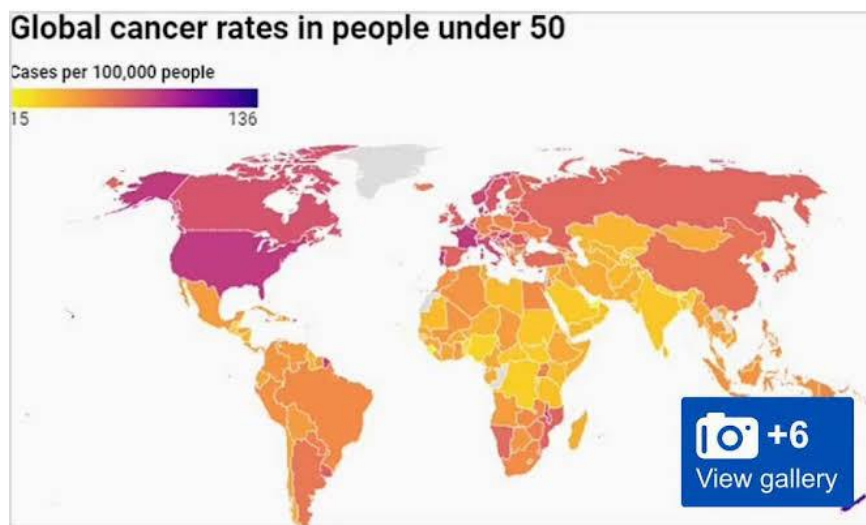 Global cancer rates in people under 50
Cases per 100,000 people
15 136
+6
View gallery